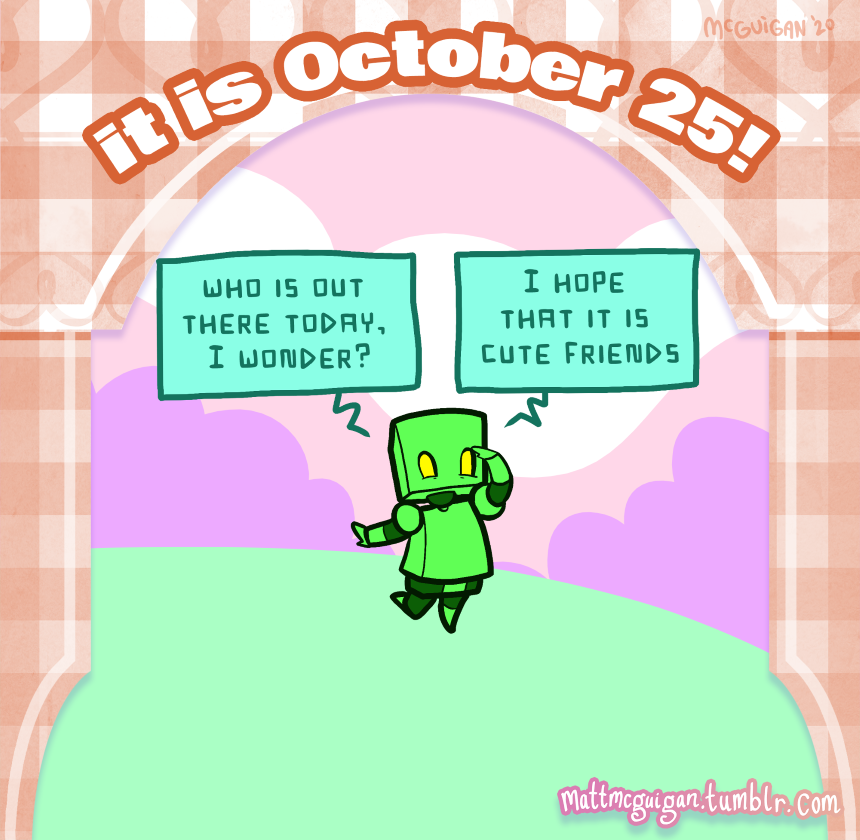 McGUiGAN '20
it is October 25!
WHO IS OUT
THERE TODAY,
I WONDER?
I HOPE
THAT IT IS
CUTE FRIENDS
mattmcguigan.tumblr.com